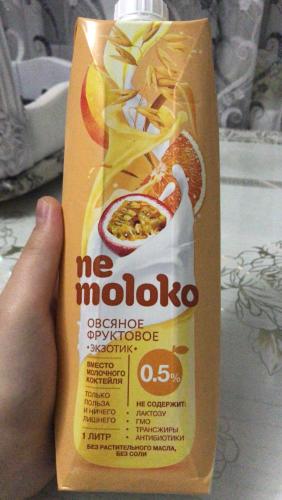 ne
moloko
ОВСЯНОЕ
ФРУКТОВОЕ
•ЭКЗОТИК•
ВМЕСТО
МОЛОЧНОГО
КОКТЕЙЛЯ
0.5%
ТОЛЬКО
ПОЛЬЗА
И НИЧЕГО
ЛИШНЕГО
НЕ СОДЕРЖИТ:
• ЛАКТОЗУ
• ГМО
• ТРАНСЖИРЫ
• АНТИБИОТИКИ
1 ЛИТР
БЕЗ РАСТИТЕЛЬНОГО МАСЛА,
БЕЗ СОЛИ